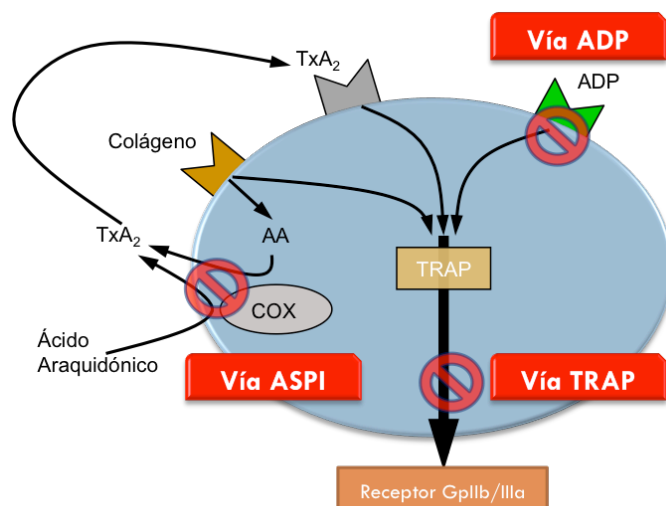 TxA₂
Vía ADP
ADP
Colágeno
TxA₂
AA
TRAP
COX
Ácido
Araquidónico
Vía ASPI
Vía TRAP
Receptor GpIIb/IIIa